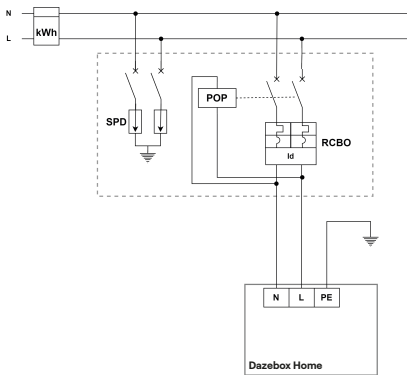 N
kWh
L
POP
SPD
RCBO
Id
N L PE
Dazebox Home